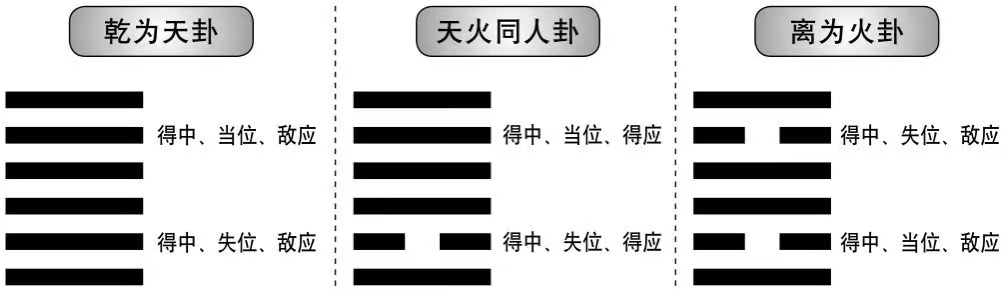 乾为天卦
得中、当位、敌应
得中、失位、敌应
天火同人卦
得中、当位、得应
得中、失位、得应
离为火卦
得中、失位、敌应
得中、当位、敌应